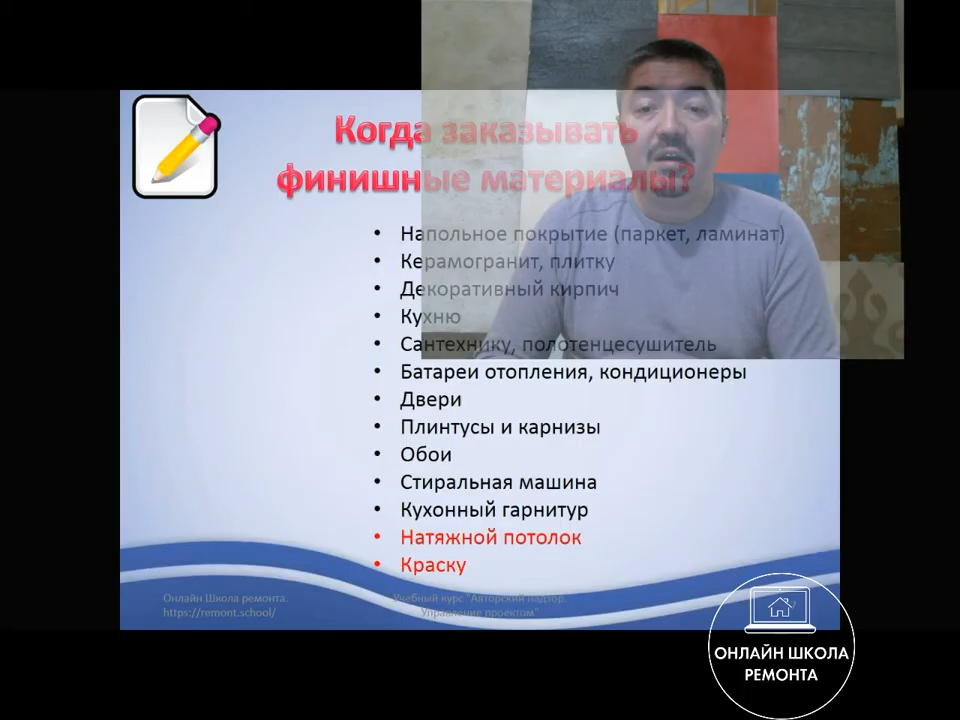 Когда заказывать
финишные материалы?
• Напольное покрытие (паркет, ламинат)
• Керамогранит, плитку
• Декоративный кирпич
• Кухню
• Сантехнику, полотенцесушитель
• Батареи отопления, кондиционеры
• Двери
• Плинтусы и карнизы
• Обои
• Стиральная машина
• Кухонный гарнитур
• Натяжной потолок
• Краску
Онлайн Школа ремонта.
https://remont.school/
Учебный курс "Авторский надзор.
Управление проектом"
ОНЛАЙН ШКОЛА
РЕМОНТА